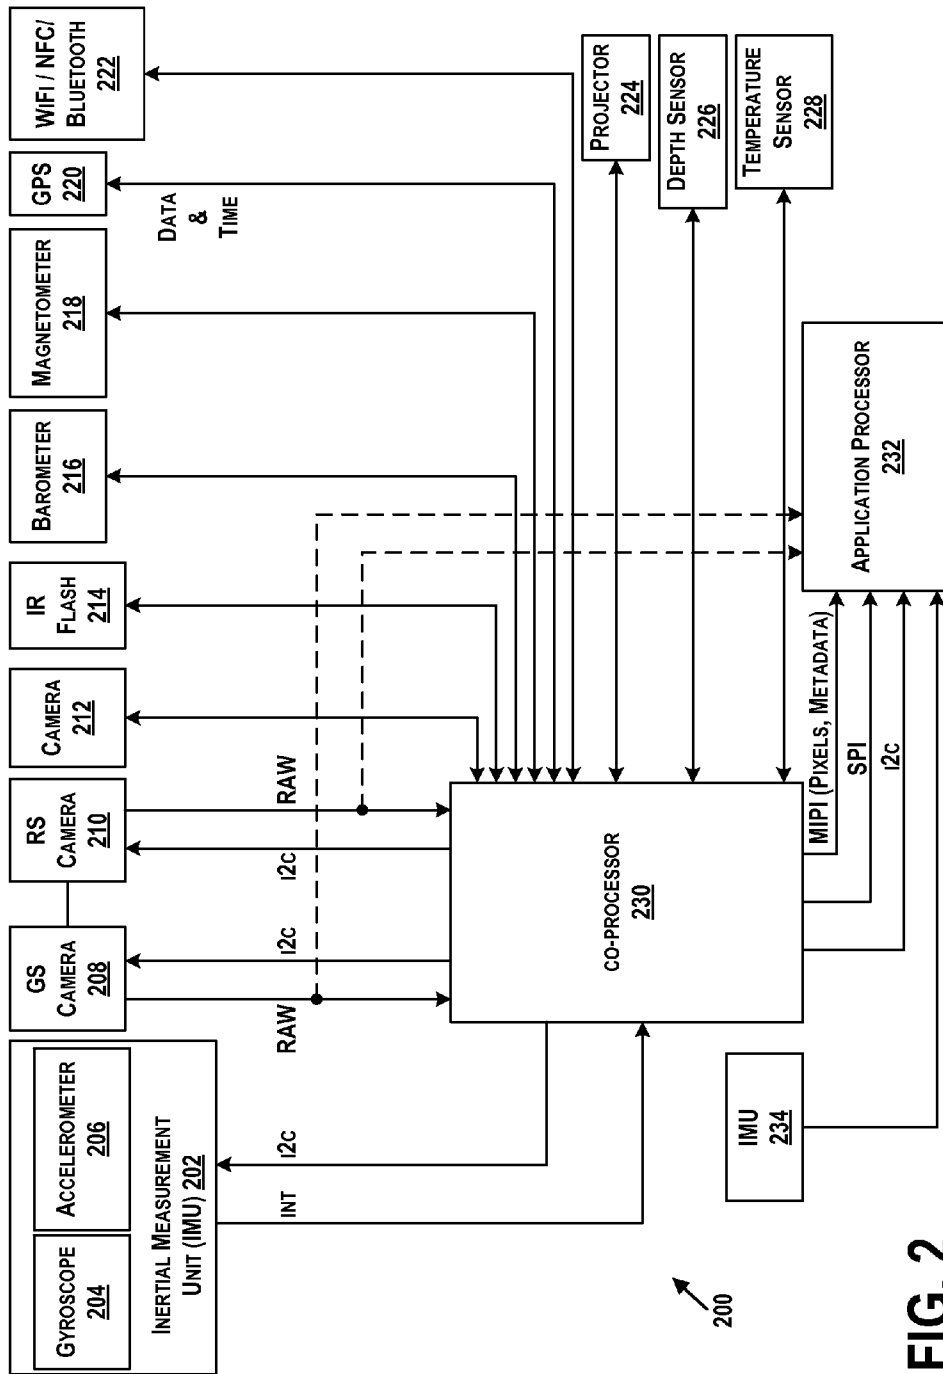 GYROSCOPE
204
ACCELEROMETER
206
INERTIAL MEASUREMENT
UNIT (IMU) 202
GS
CAMERA
208
RS
CAMERA
210
CAMERA
212
IR
FLASH
214
BAROMETER
216
MAGNETOMETER
218
GPS
220
WIFI / NFC/
BLUETOOTH
222
DATA
&
TIME
I2C
INT
RAW
I2C
I2C
RAW
CO-PROCESSOR
230
PROJECTOR
224
DEPTH SENSOR
226
TEMPERATURE
SENSOR
228
MIPI (PIXELS, METADATA)
SPI
I2C
APPLICATION PROCESSOR
232
IMU
234
200
FIG. 2